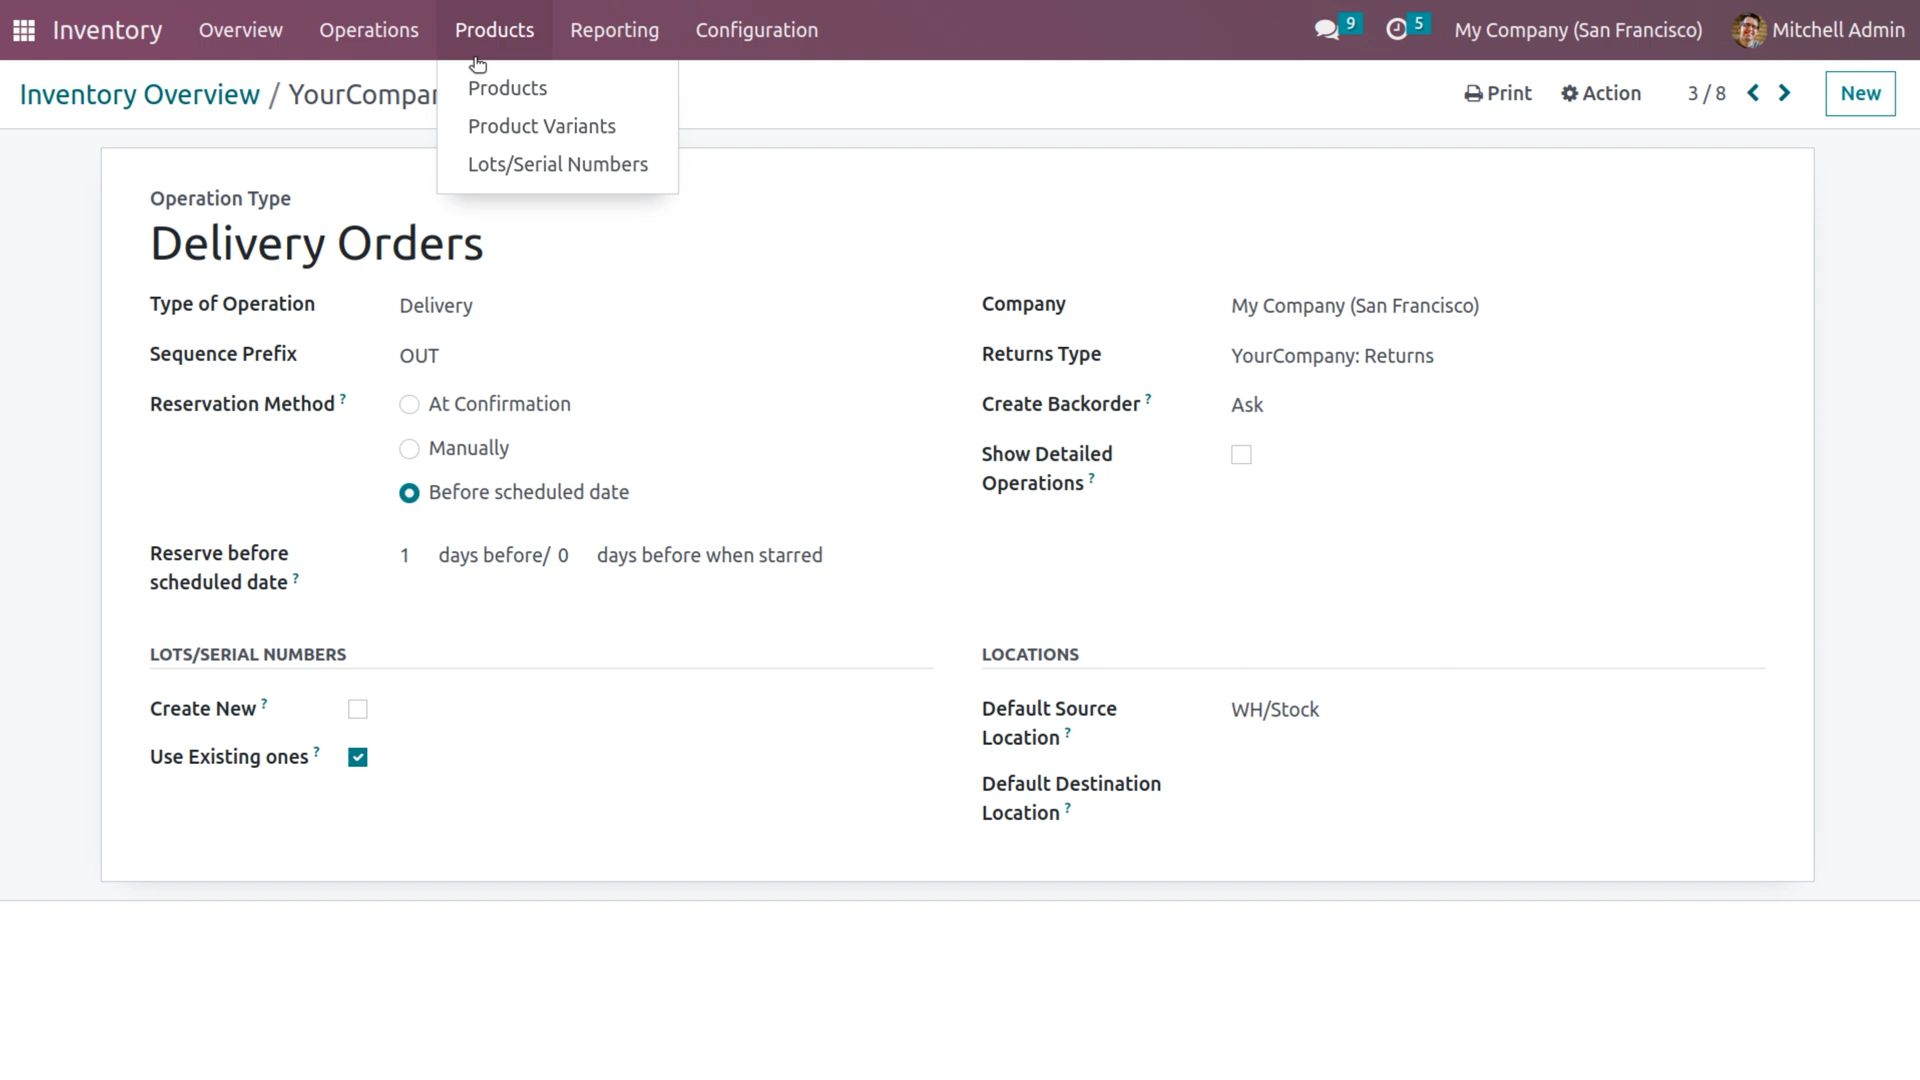 Inventory Overview Operations Products Reporting Configuration 9 5 My Company (San Francisco) Mitchell Admin
Inventory Overview / YourCompar Print Action 3 / 8 New
Products
Product Variants
Lots/Serial Numbers
Operation Type
Delivery Orders
Type of Operation Delivery Company My Company (San Francisco)
Sequence Prefix OUT Returns Type YourCompany: Returns
Reservation Method ? At Confirmation Create Backorder ? Ask
Manually Show Detailed
Operations ?
Before scheduled date
Reserve before 1 days before/ 0 days before when starred
scheduled date ?
LOTS/SERIAL NUMBERS LOCATIONS
Create New ? Default Source WH/Stock
Location ?
Use Existing ones ? Default Destination
Location ?